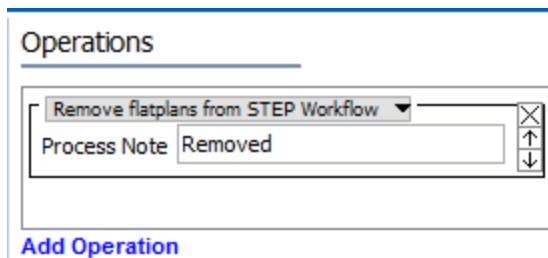 Operations
Remove flatplans from STEP Workflow
Process Note Removed
Add Operation